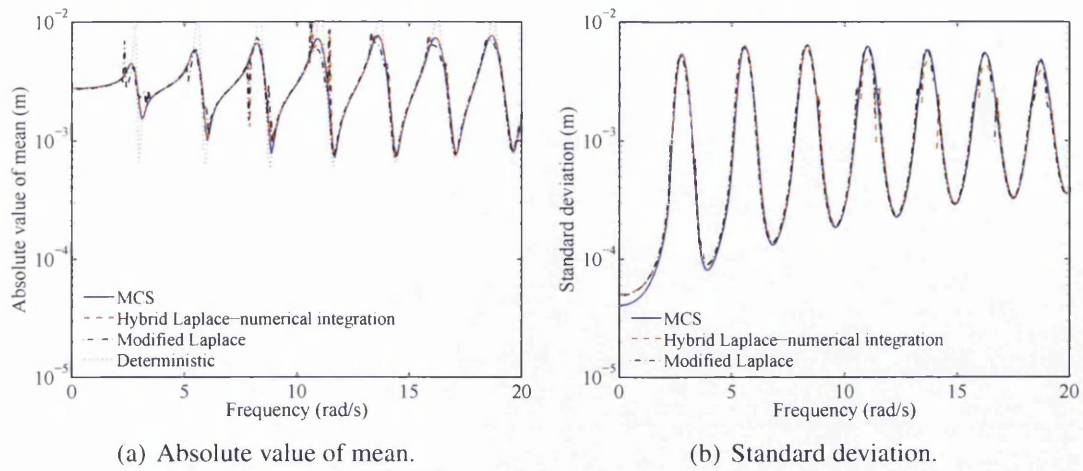 10⁻²
10⁻³
10⁻⁴
10⁻⁵
Absolute value of mean (m)
MCS
Hybrid Laplace–numerical integration
Modified Laplace
Deterministic
0 5 10 15 20
Frequency (rad/s)
(a) Absolute value of mean.
10⁻²
10⁻³
10⁻⁴
10⁻⁵
Standard deviation (m)
MCS
Hybrid Laplace–numerical integration
Modified Laplace
0 5 10 15 20
Frequency (rad/s)
(b) Standard deviation.